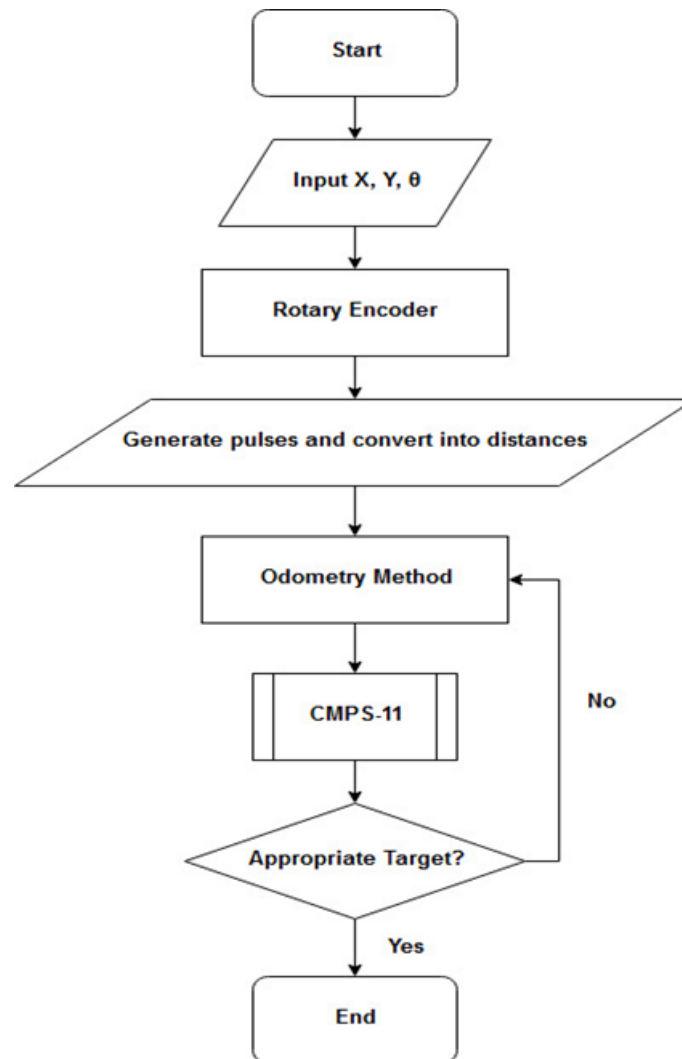 Start
Input X, Y, θ
Rotary Encoder
Generate pulses and convert into distances
Odometry Method
CMPS-11
No
Appropriate Target?
Yes
End